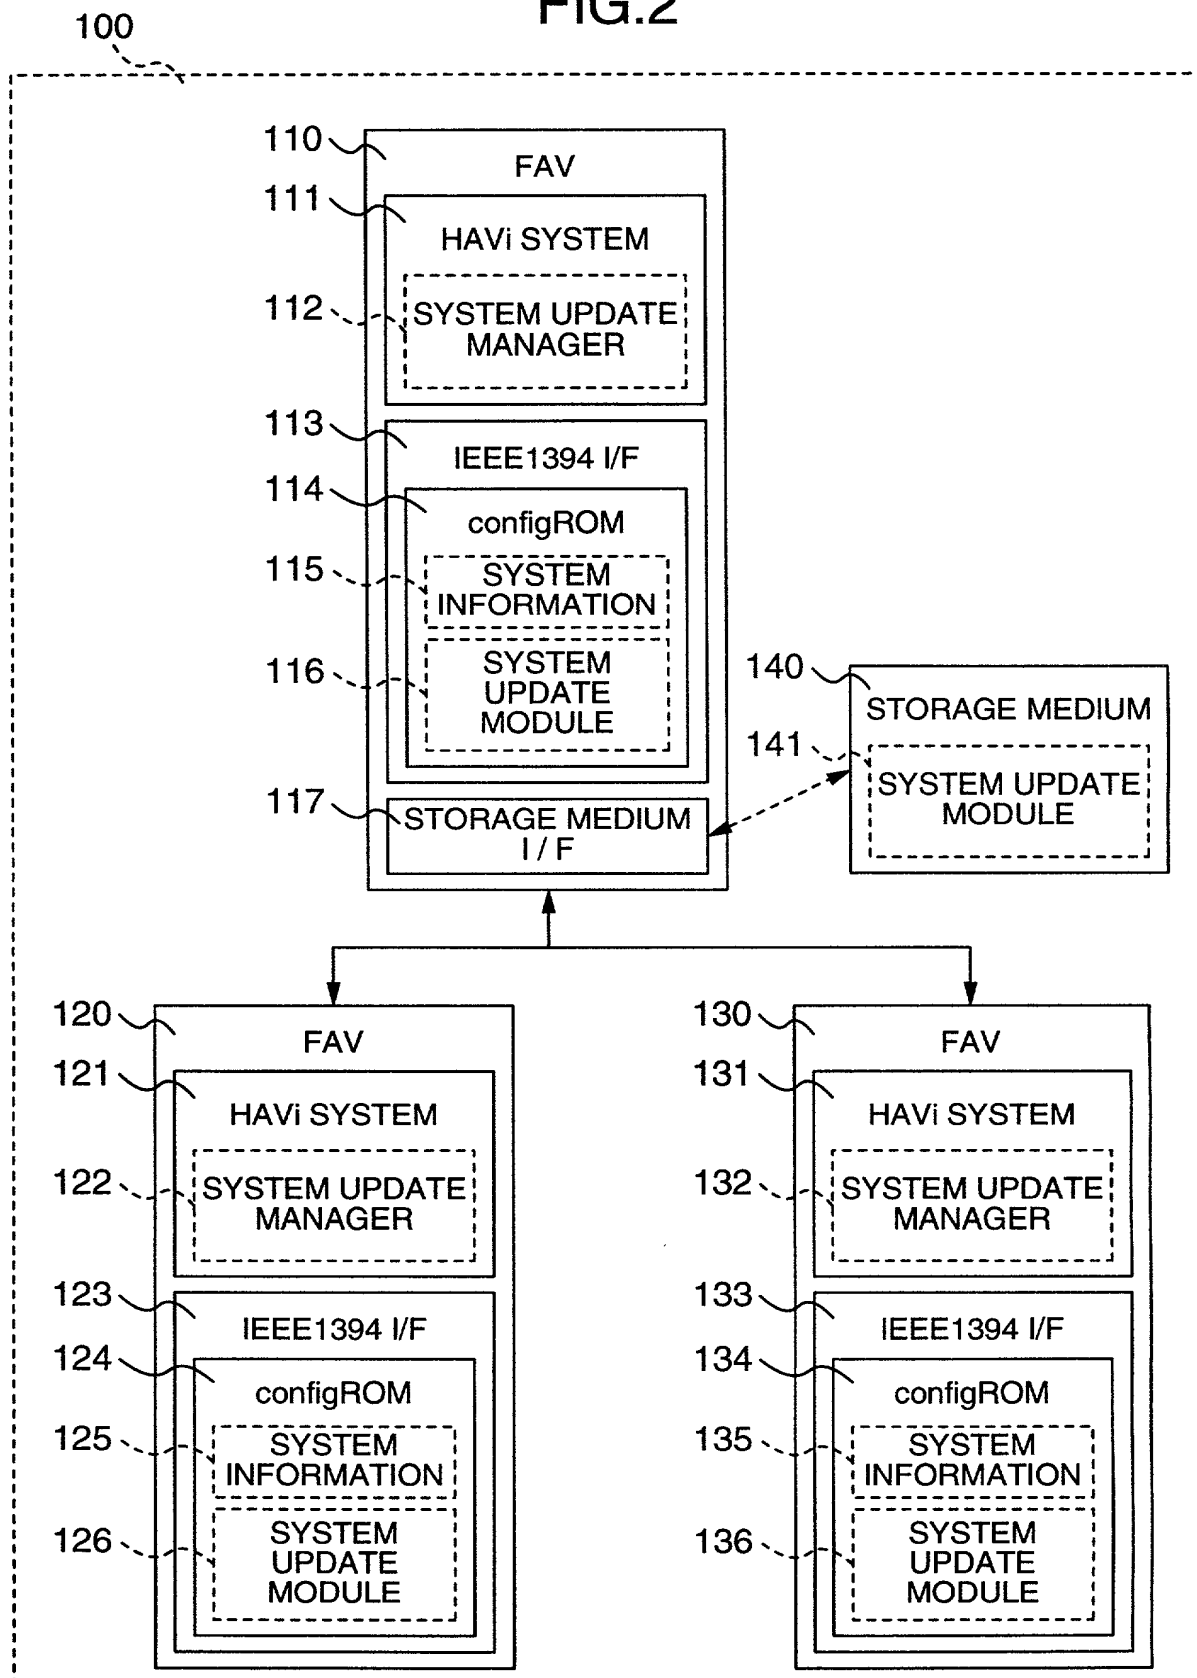 FIG.2
100
110
FAV
111
HAVi SYSTEM
112
SYSTEM UPDATE
MANAGER
113
IEEE1394 I/F
114
configROM
115
SYSTEM
INFORMATION
116
SYSTEM
UPDATE
MODULE
117
STORAGE MEDIUM
I / F
140
STORAGE MEDIUM
141
SYSTEM UPDATE
MODULE
120
FAV
121
HAVi SYSTEM
122
SYSTEM UPDATE
MANAGER
123
IEEE1394 I/F
124
configROM
125
SYSTEM
INFORMATION
126
SYSTEM
UPDATE
MODULE
130
FAV
131
HAVi SYSTEM
132
SYSTEM UPDATE
MANAGER
133
IEEE1394 I/F
134
configROM
135
SYSTEM
INFORMATION
136
SYSTEM
UPDATE
MODULE